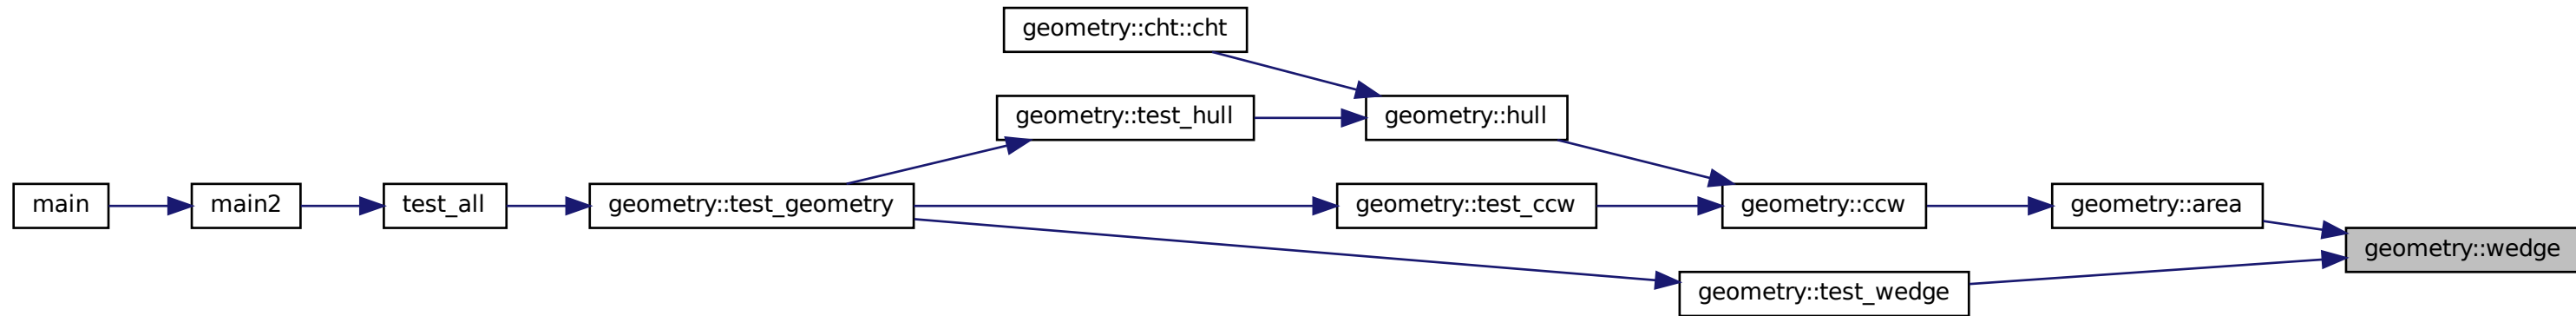 geometry::cht::cht
geometry::test_hull
geometry::hull
main
main2
test_all
geometry::test_geometry
geometry::test_ccw
geometry::ccw
geometry::area
geometry::wedge
geometry::test_wedge